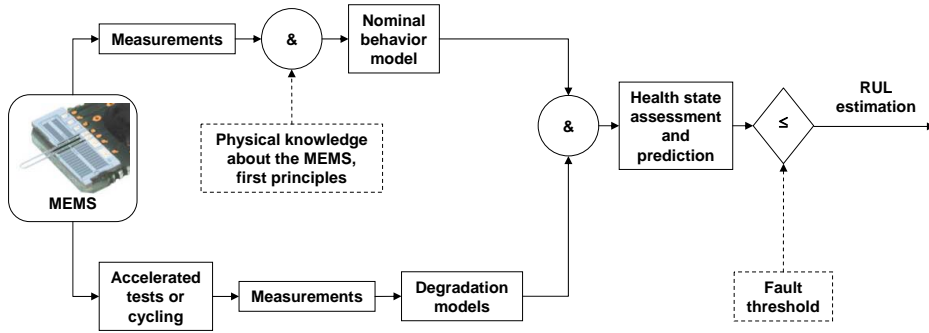 Measurements
&
Nominal
behavior
model
Physical knowledge
about the MEMS,
first principles
MEMS
&
Health state
assessment
and
prediction
≤
RUL
estimation
Accelerated
tests or
cycling
Measurements
Degradation
models
Fault
threshold